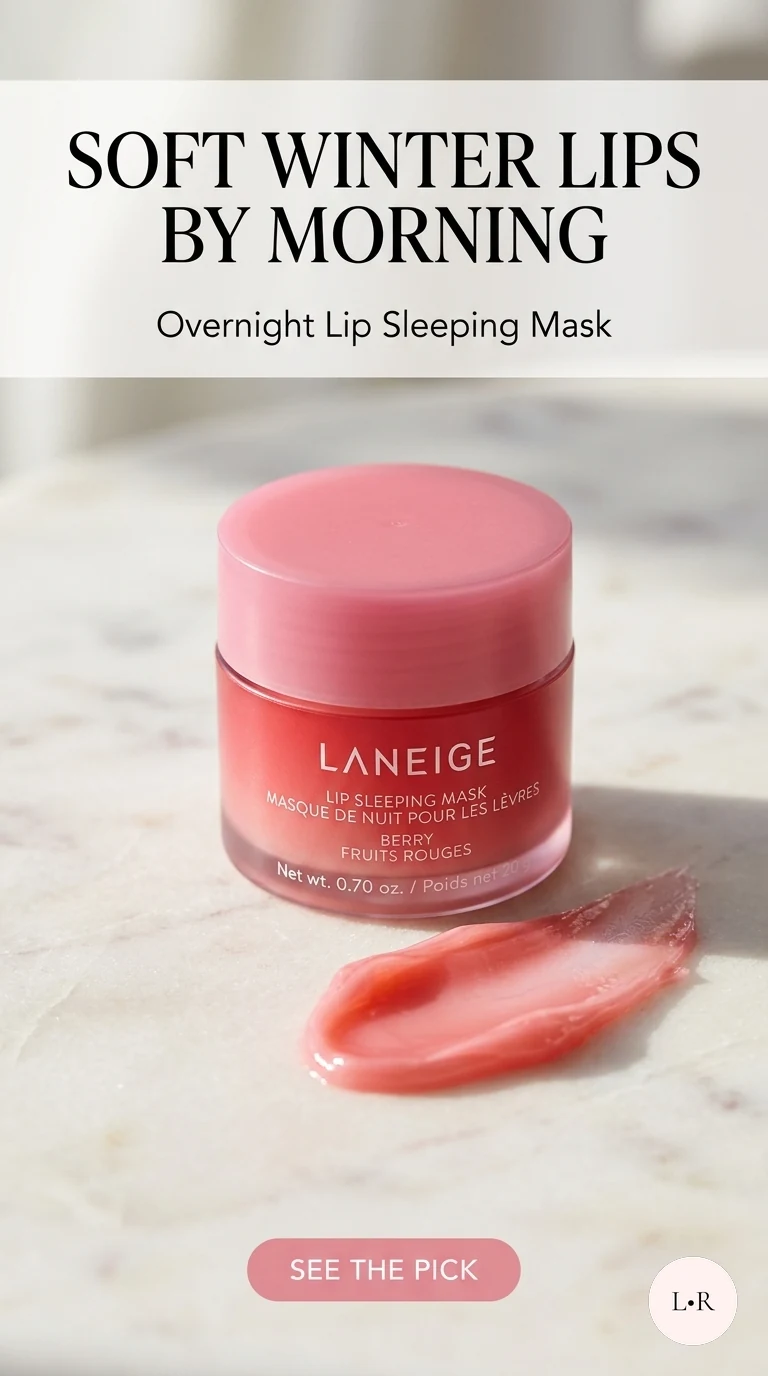 SOFT WINTER LIPS
BY MORNING
Overnight Lip Sleeping Mask
LANEIGE
LIP SLEEPING MASK
MASQUE DE NUIT POUR LES LÈVRES
BERRY
FRUITS ROUGES
Net wt. 0.70 oz. / Poids net 20
SEE THE PICK
L•R